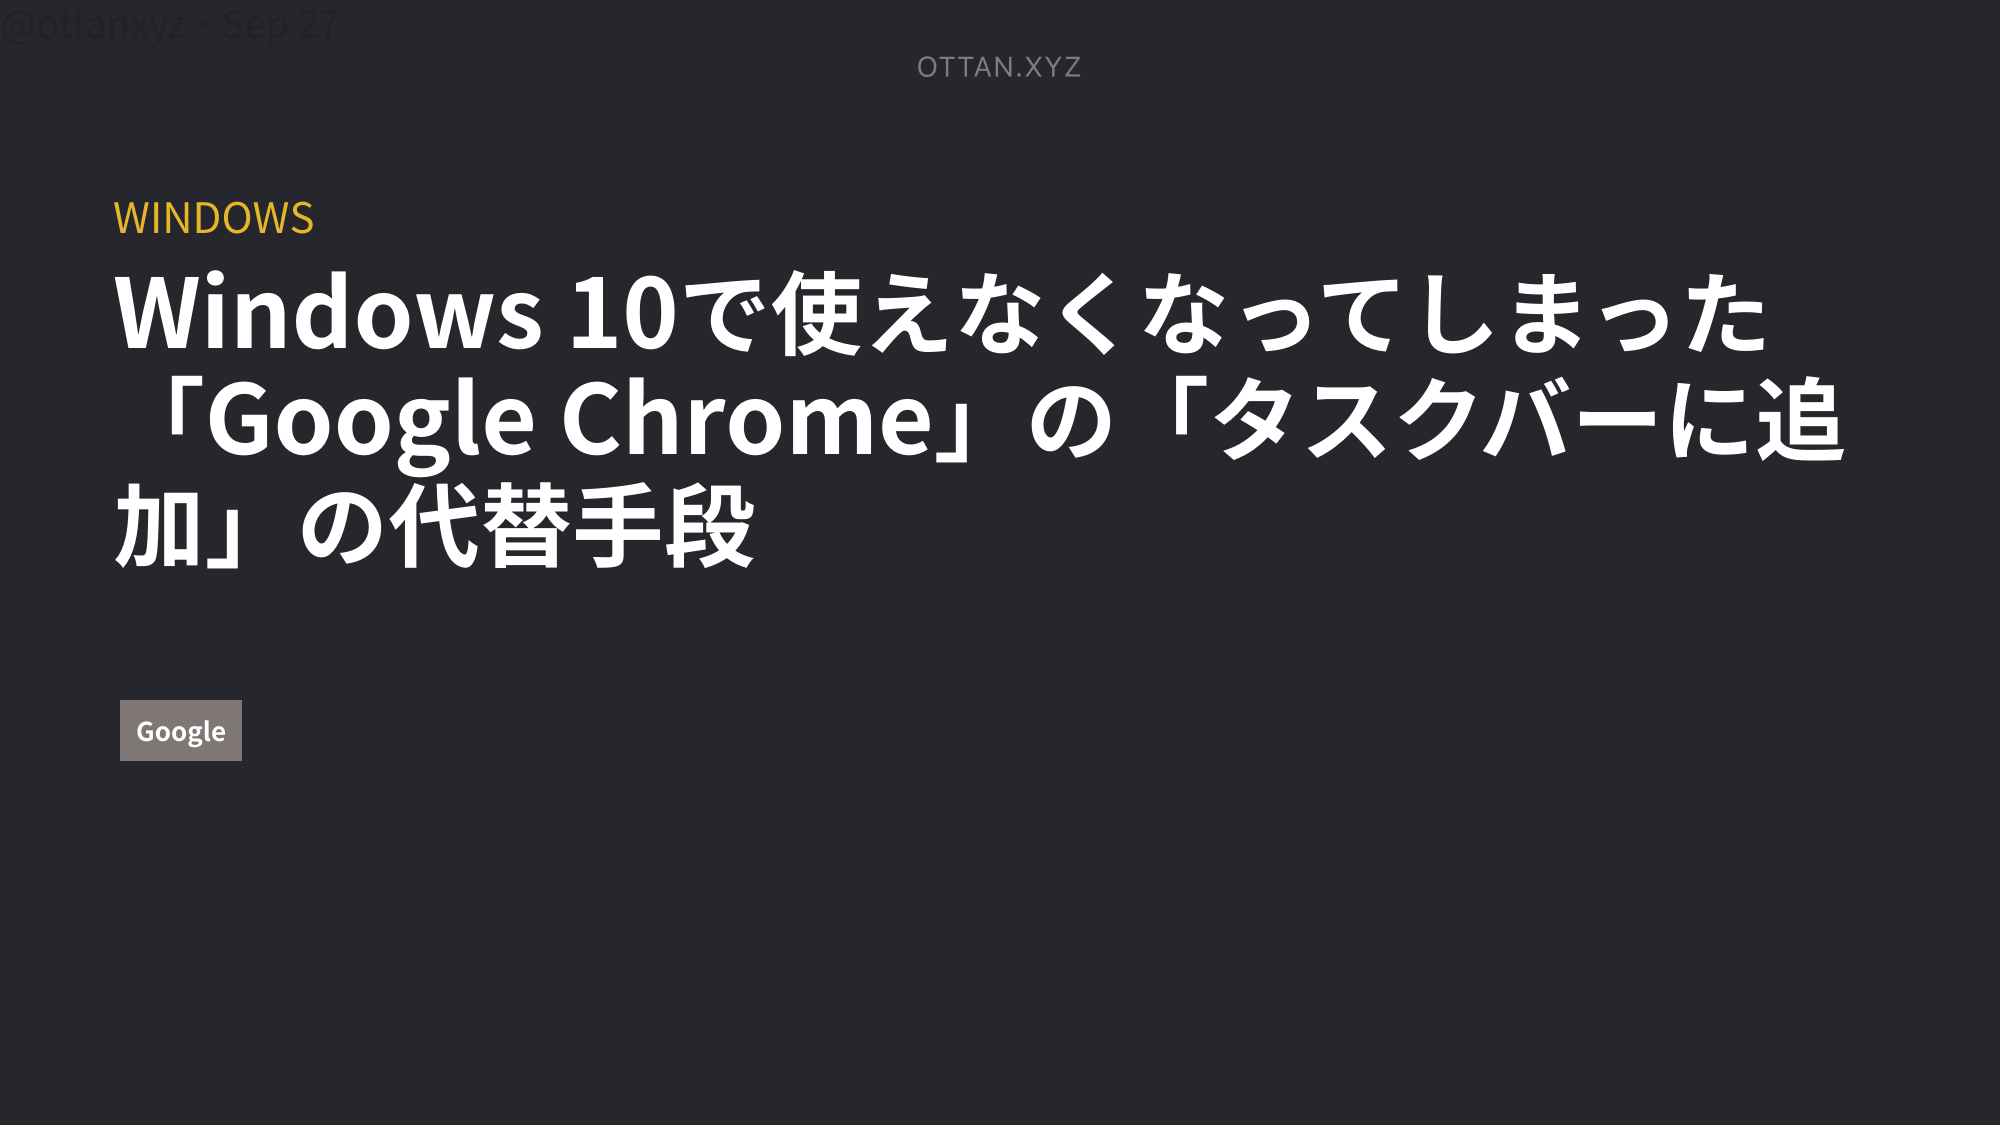 @ottanxyz・Sep 27
OTTAN.XYZ
WINDOWS
Windows 10で使えなくなってしまった
「Google Chrome」の「タスクバーに追
加」の代替手段
Google